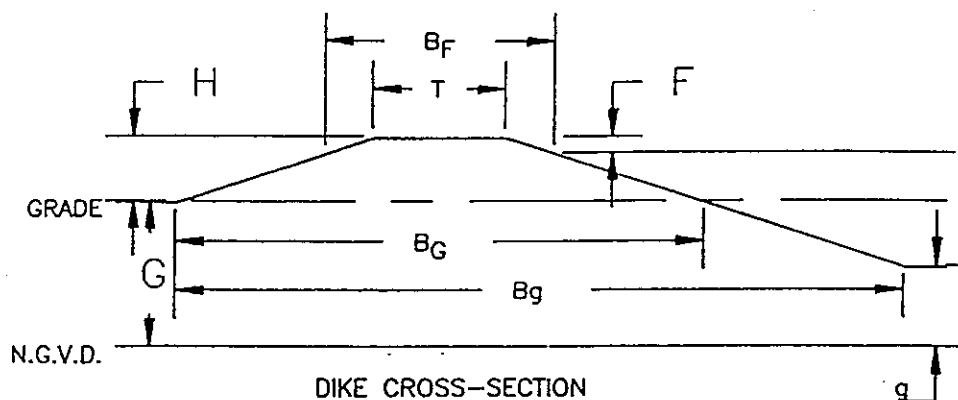 B_F
H
T
F
GRADE
G
B_G
Bg
N.G.V.D.
DIKE CROSS-SECTION
g